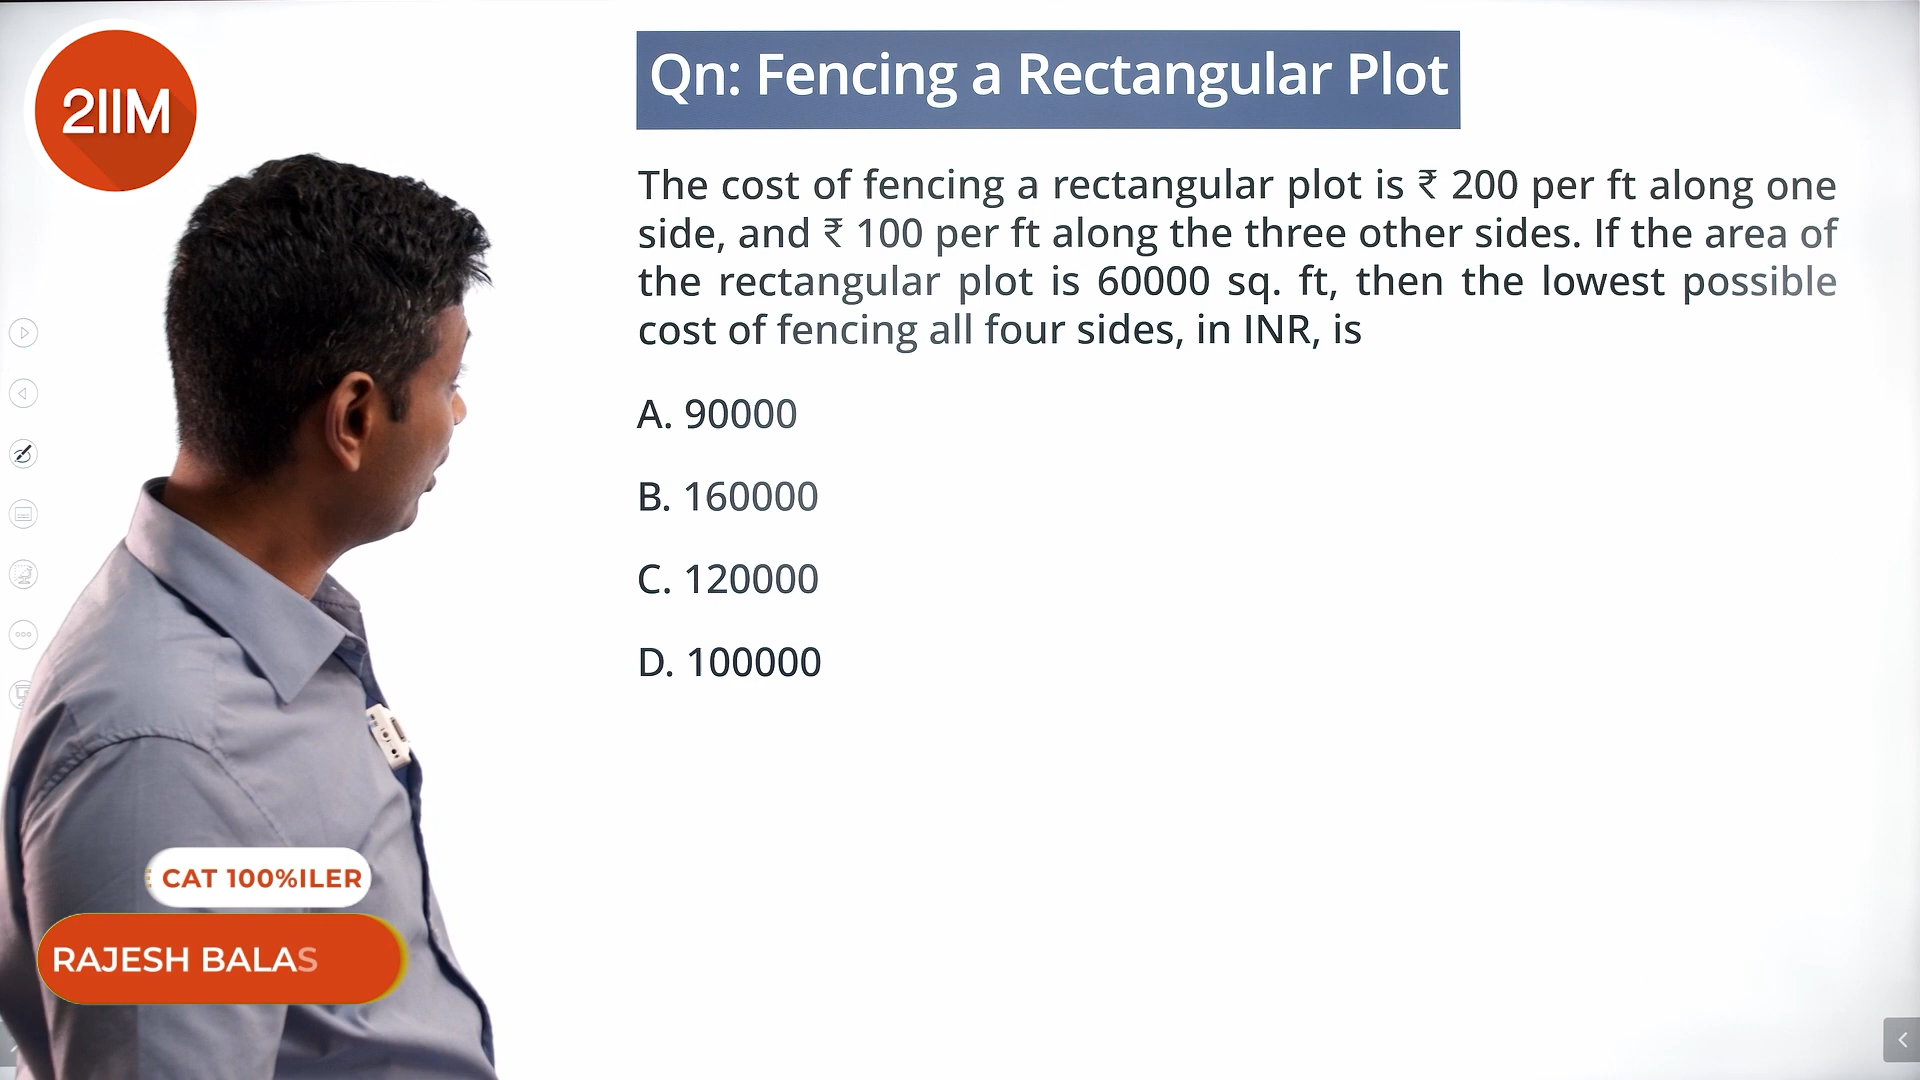 2IIM
Qn: Fencing a Rectangular Plot
The cost of fencing a rectangular plot is ₹ 200 per ft along one
side, and ₹ 100 per ft along the three other sides. If the area of
the rectangular plot is 60000 sq. ft, then the lowest possible
cost of fencing all four sides, in INR, is
A. 90000
B. 160000
C. 120000
D. 100000
CAT 100%ILER
RAJESH BALAS